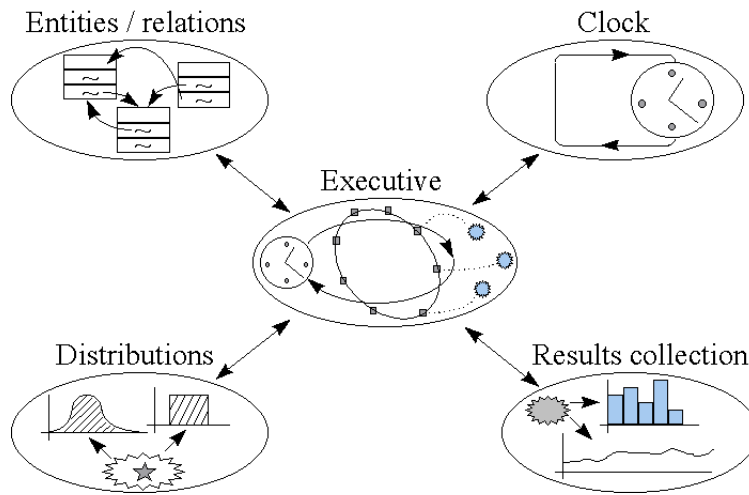 Entities / relations
Clock
Executive
Distributions
Results collection